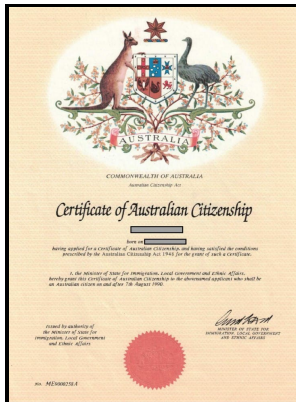 AUSTRALIA
COMMONWEALTH OF AUSTRALIA
Australian Citizenship Act
Certificate of Australian Citizenship
born on
having applied for a Certificate of Australian Citizenship, and having satisfied the conditions
prescribed by the Australian Citizenship Act 1948 for the grant of such a Certificate,
I, the Minister of State for Immigration, Local Government and Ethnic Affairs,
hereby grant this Certificate of Australian Citizenship to the abovenamed applicant who shall be
an Australian citizen on and after 7th August 1990.
Issued by authority of
the Minister of State for
Immigration, Local Government
and Ethnic Affairs
MINISTER OF STATE FOR
IMMIGRATION, LOCAL GOVERNMENT
AND ETHNIC AFFAIRS